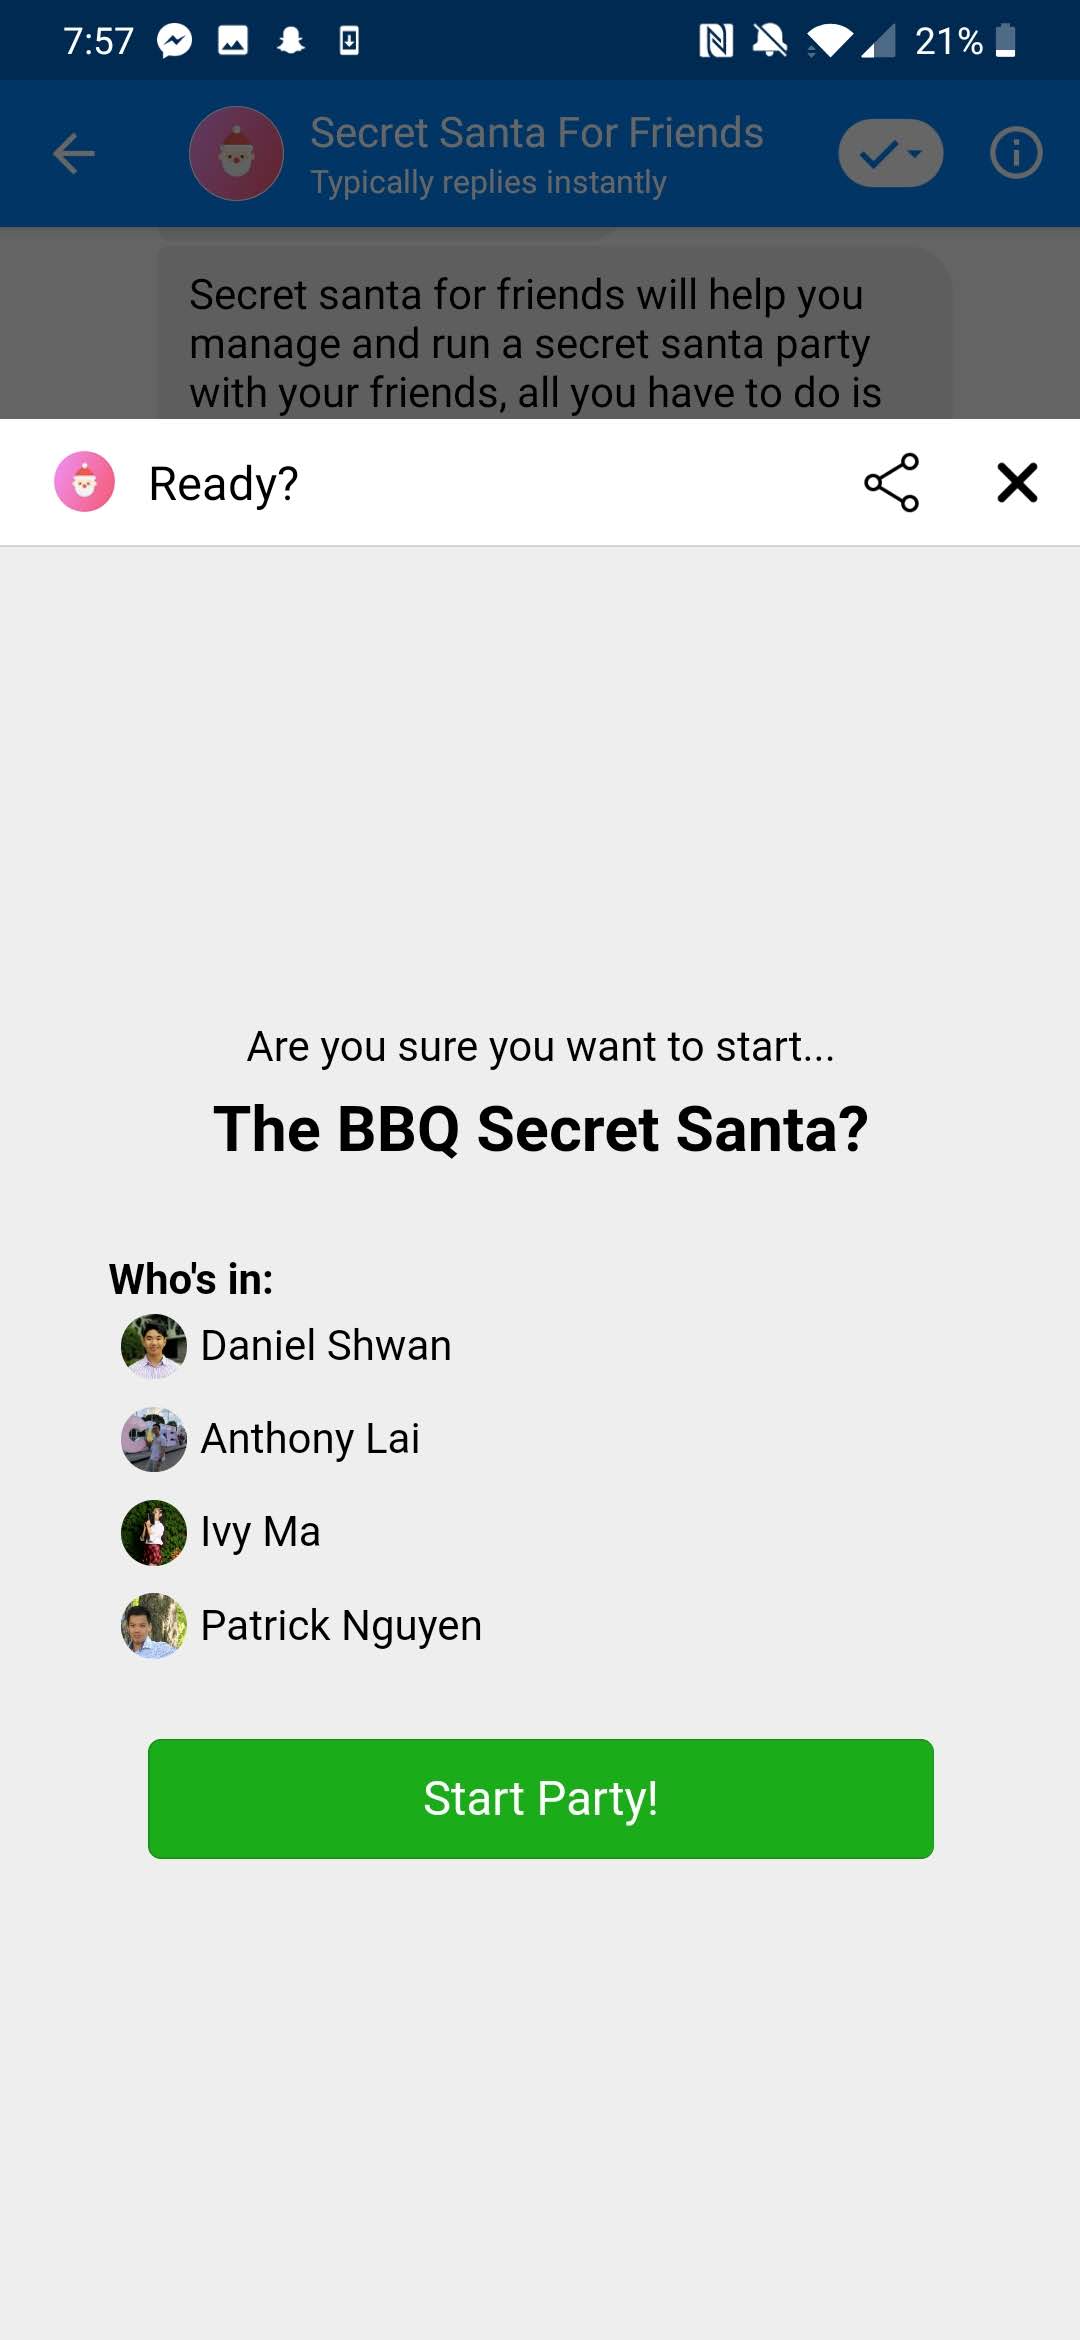 7:57
21%
Secret Santa For Friends
Typically replies instantly
Secret santa for friends will help you
manage and run a secret santa party
with your friends, all you have to do is
Ready?
Are you sure you want to start...
The BBQ Secret Santa?
Who's in:
Daniel Shwan
Anthony Lai
Ivy Ma
Patrick Nguyen
Start Party!